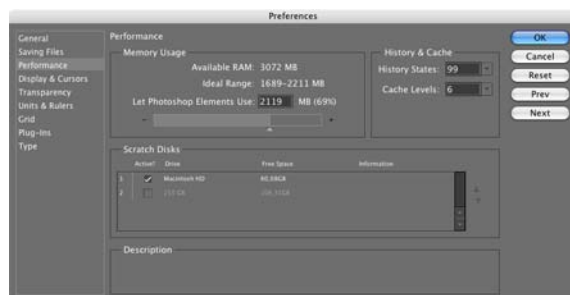 Preferences
General
Saving Files
Performance
Display & Cursors
Transparency
Units & Rulers
Grid
Plug-Ins
Type
Performance
Memory Usage
Available RAM: 3072 MB
Ideal Range: 1689-2211 MB
Let Photoshop Elements Use: 2119 MB (69%)
- +
History & Cache
History States: 99
Cache Levels: 6
OK
Cancel
Reset
Prev
Next
Scratch Disks
Active? Drive Free Space Information
1 Macintosh HD
2
Description